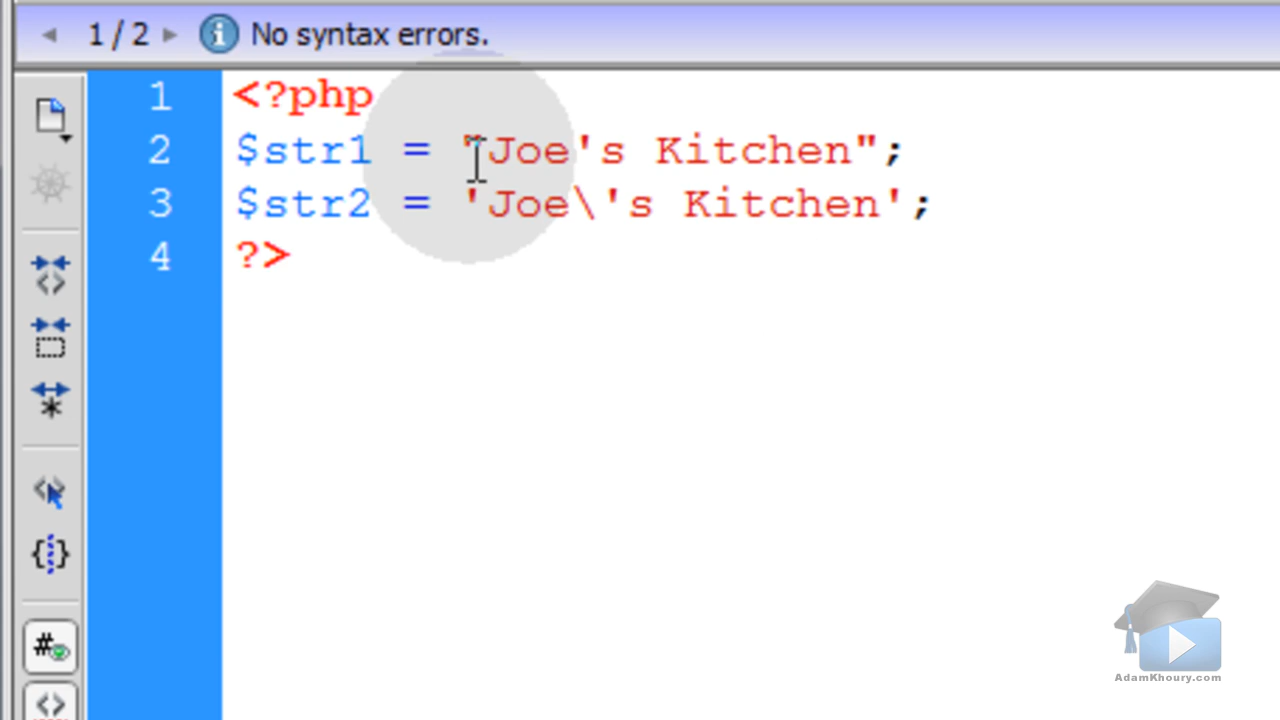 1 / 2 No syntax errors.
1 <?php
2 $str1 = "Joe's Kitchen";
3 $str2 = 'Joe\'s Kitchen';
4 ?>
AdamKhoury.com